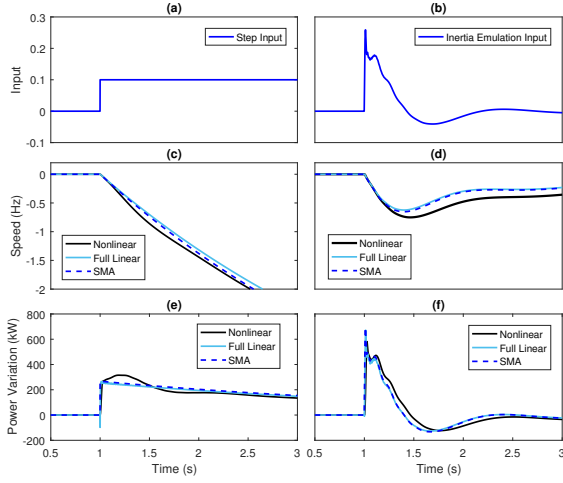 (a)
(b)
0.3
0.2
0.1
0
-0.1
Input
Step Input
Inertia Emulation Input
(c)
(d)
0
-0.5
-1
-1.5
-2
Speed (Hz)
Nonlinear
Full Linear
SMA
Nonlinear
Full Linear
SMA
(e)
(f)
800
600
400
200
0
-200
Power Variation (kW)
Nonlinear
Full Linear
SMA
Nonlinear
Full Linear
SMA
0.5 1 1.5 2 2.5 3
0.5 1 1.5 2 2.5 3
Time (s)
Time (s)